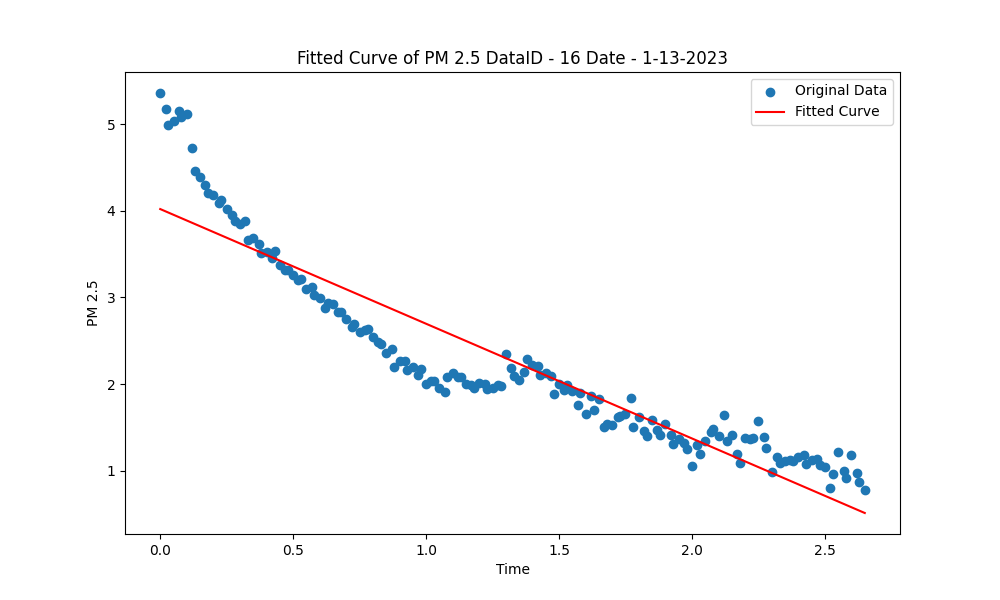 Fitted Curve of PM 2.5 DataID - 16 Date - 1-13-2023
Original Data
Fitted Curve
5
4
3
2
1
PM 2.5
0.0 0.5 1.0 1.5 2.0 2.5
Time